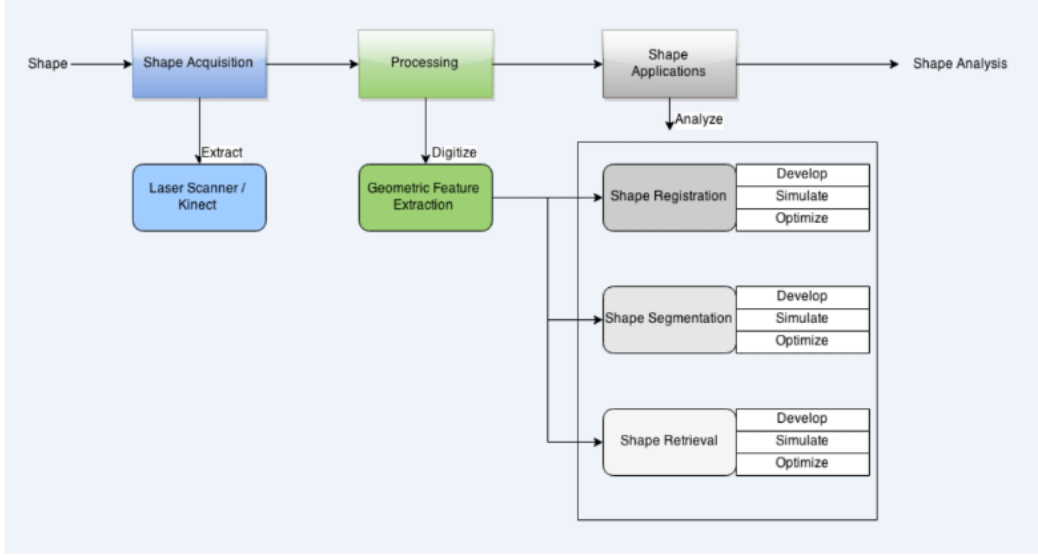 Shape
Shape Acquisition
Processing
Shape
Applications
Shape Analysis
Extract
Digitize
Analyze
Laser Scanner /
Kinect
Geometric Feature
Extraction
Shape Registration
Develop
Simulate
Optimize
Shape Segmentation
Develop
Simulate
Optimize
Shape Retrieval
Develop
Simulate
Optimize